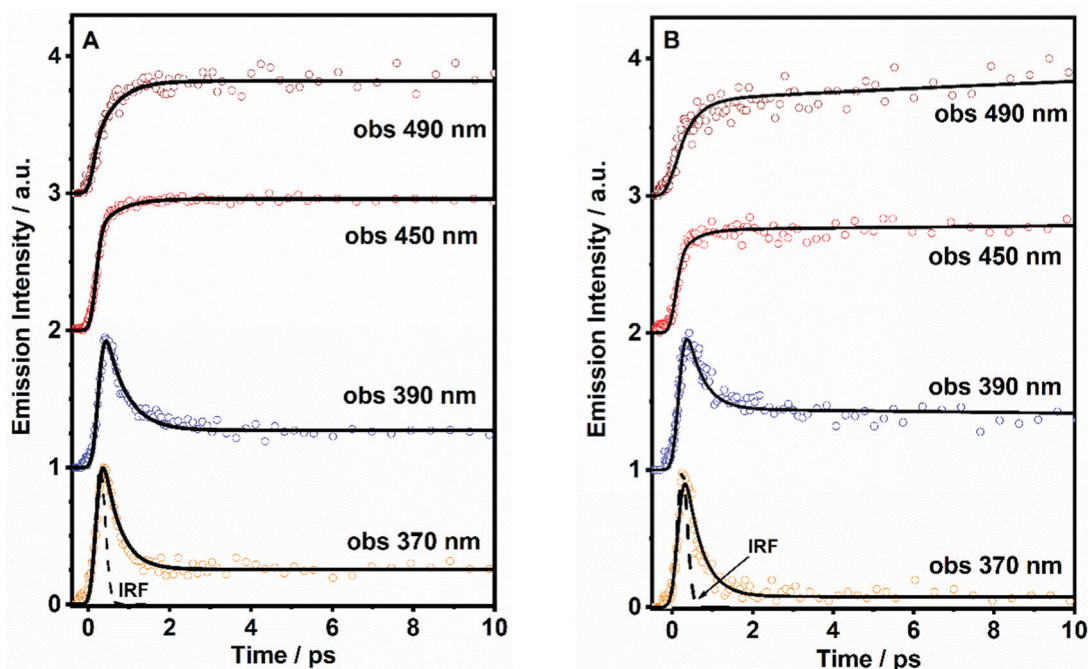 A
4
obs 490 nm
3
obs 450 nm
2
obs 390 nm
1
obs 370 nm
IRF
0
0 2 4 6 8 10
Time / ps
Emission Intensity / a.u.
B
4
obs 490 nm
3
obs 450 nm
2
obs 390 nm
1
IRF
obs 370 nm
0
0 2 4 6 8 10
Time / ps
Emission Intensity / a.u.